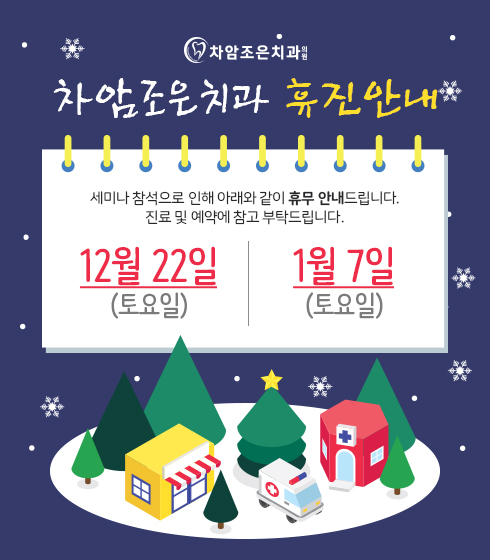 차암조은치과의원
차암조은치과 휴진안내
세미나 참석으로 인해 아래와 같이 휴무 안내드립니다.
진료 및 예약에 참고 부탁드립니다.
12월 22일
(토요일)
1월 7일
(토요일)